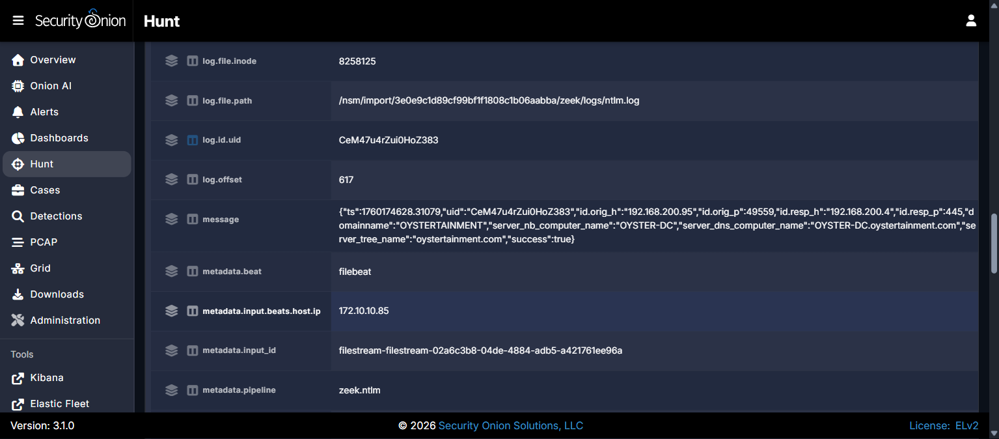 Security Onion
Hunt
Overview
Onion AI
Alerts
Dashboards
Hunt
Cases
Detections
PCAP
Grid
Downloads
Administration
Tools
Kibana
Elastic Fleet
log.file.inode 8258125
log.file.path /nsm/import/3e0e9c1d89cf99bf1f1808c1b06aabba/zeek/logs/ntlm.log
log.id.uid CeM47u4rZui0HoZ383
log.offset 617
message {"ts":1760174628.31079,"uid":"CeM47u4rZui0HoZ383","id.orig_h":"192.168.200.95","id.orig_p":49559,"id.resp_h":"192.168.200.4","id.resp_p":445,"d
omainname":"OYSTERTAINMENT","server_nb_computer_name":"OYSTER-DC","server_dns_computer_name":"OYSTER-DC.oystertainment.com","se
rver_tree_name":"oystertainment.com","success":true}
metadata.beat filebeat
metadata.input.beats.host.ip 172.10.10.85
metadata.input_id filestream-filestream-02a6c3b8-04de-4884-adb5-a421761ee96a
metadata.pipeline zeek.ntlm
Version: 3.1.0
© 2026 Security Onion Solutions, LLC
License: ELv2